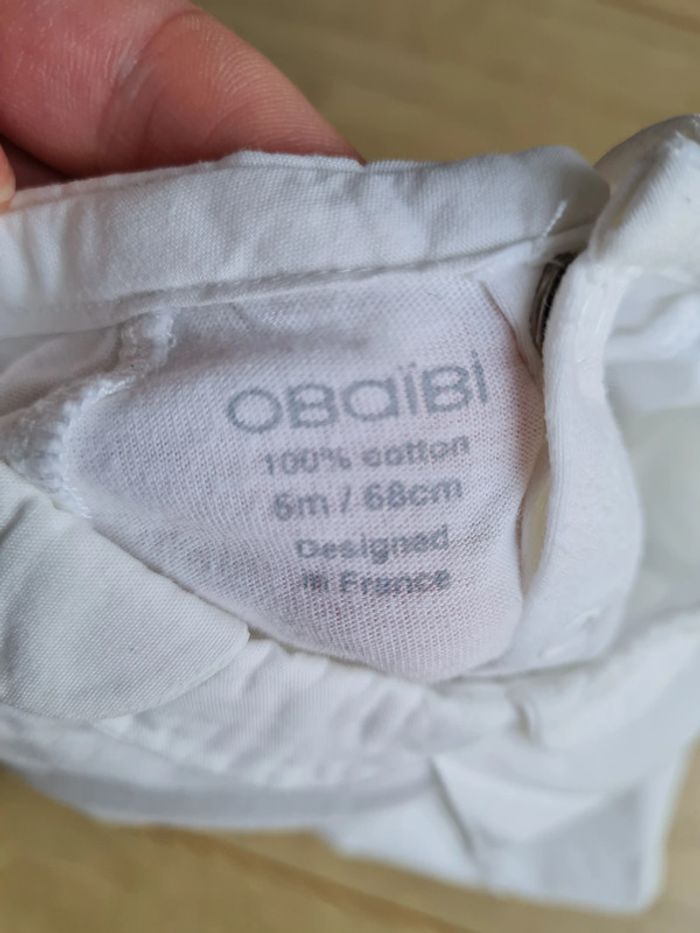 OBaïBi
100% cotton
6m / 68cm
Designed
in France